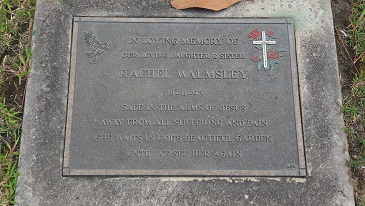 IN LOVING MEMORY OF
OUR LOVING DAUGHTER & SISTER
RACHEL WALMSLEY
SAFE IN THE ARMS OF JESUS
AWAY FROM ALL SUFFERING AND PAIN
SHE WAITS IN GOD'S BEAUTIFUL GARDEN
UNTIL WE SEE HER AGAIN